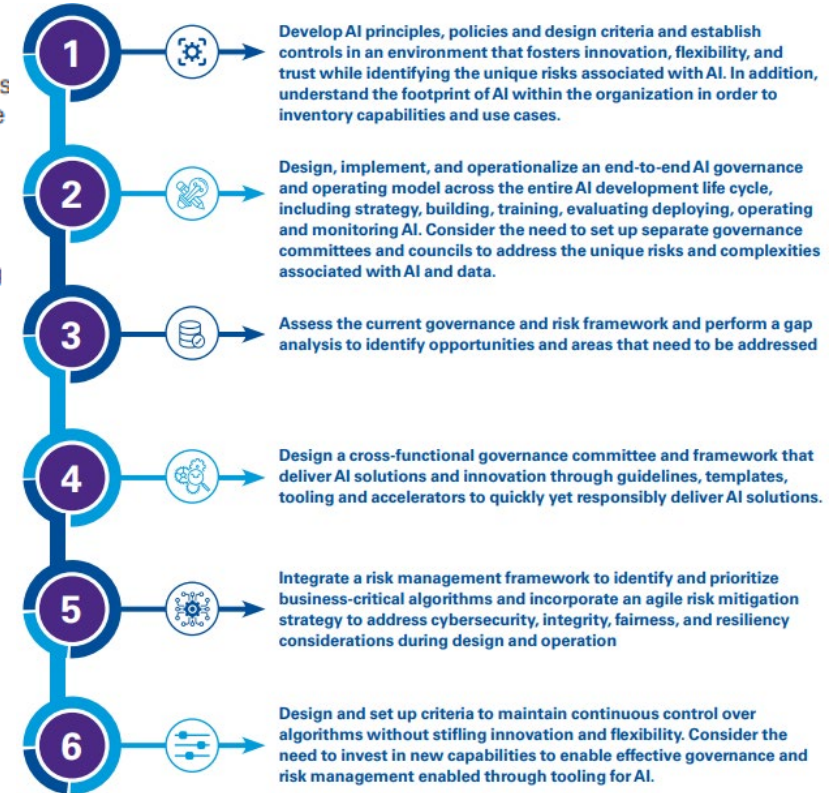 1
Develop AI principles, policies and design criteria and establish
controls in an environment that fosters innovation, flexibility, and
trust while identifying the unique risks associated with AI. In addition,
understand the footprint of AI within the organization in order to
inventory capabilities and use cases.
2
Design, implement, and operationalize an end-to-end AI governance
and operating model across the entire AI development life cycle,
including strategy, building, training, evaluating deploying, operating
and monitoring AI. Consider the need to set up separate governance
committees and councils to address the unique risks and complexities
associated with AI and data.
3
Assess the current governance and risk framework and perform a gap
analysis to identify opportunities and areas that need to be addressed
4
Design a cross-functional governance committee and framework that
deliver AI solutions and innovation through guidelines, templates,
tooling and accelerators to quickly yet responsibly deliver AI solutions.
5
Integrate a risk management framework to identify and prioritize
business-critical algorithms and incorporate an agile risk mitigation
strategy to address cybersecurity, integrity, fairness, and resiliency
considerations during design and operation
6
Design and set up criteria to maintain continuous control over
algorithms without stifling innovation and flexibility. Consider the
need to invest in new capabilities to enable effective governance and
risk management enabled through tooling for AI.